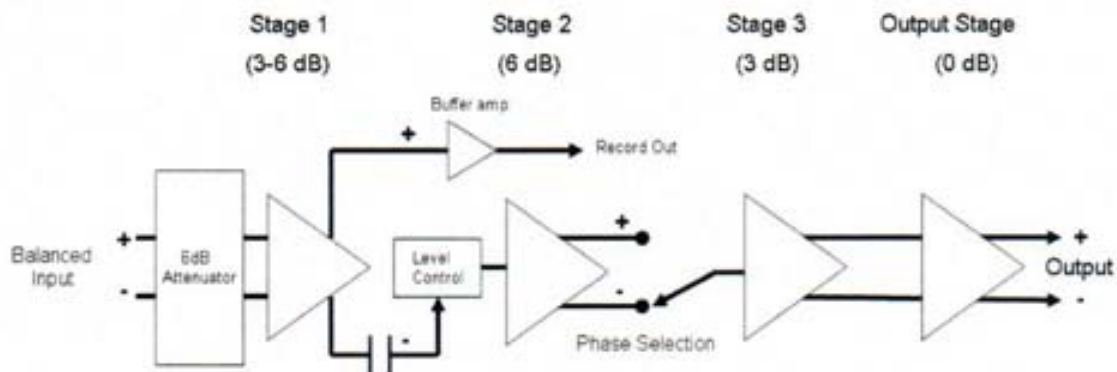 Stage 1
(3-6 dB)
Stage 2
(6 dB)
Stage 3
(3 dB)
Output Stage
(0 dB)
Buffer amp
+
Record Out
Balanced
Input
+
-
6dB
Attenuator
Level
Control
-
+
-
Phase Selection
+
Output
-